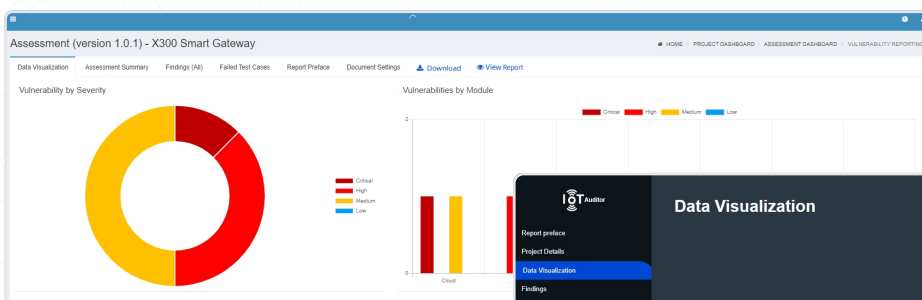 Assessment (version 1.0.1) - X300 Smart Gateway
HOME > PROJECT DASHBOARD > ASSESSMENT DASHBOARD > VULNERABILITY REPORTING
Data Visualization Assessment Summary Findings (All) Failed Test Cases Report Preface Document Settings Download View Report
Vulnerability by Severity
Vulnerabilities by Module
Critical High Medium Low
2
Critical
High
Medium
Low
0
Cloud
IoT Auditor
Data Visualization
Report preface
Project Details
Data Visualization
Findings